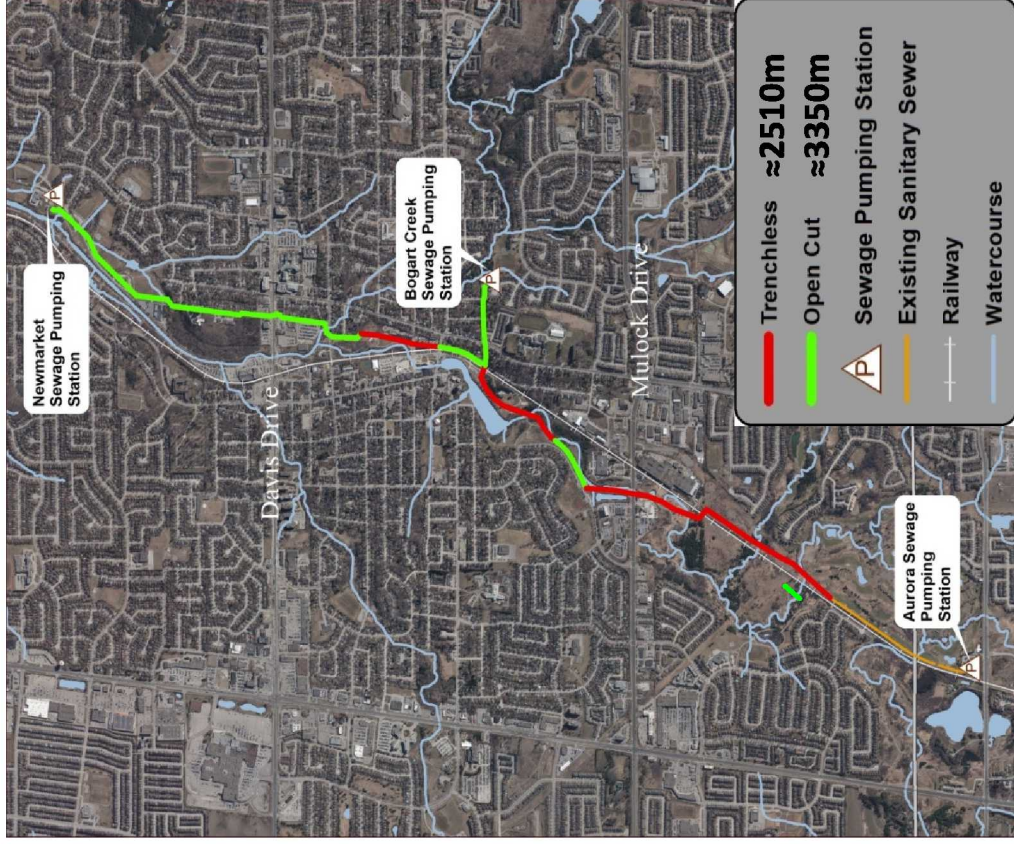 Newmarket
Sewage Pumping
Station
P
Bogart Creek
Sewage Pumping
Station
P
Davis Drive
Mulock Drive
Aurora Sewage
Pumping
Station
P
Trenchless ≈2510m
Open Cut ≈3350m
P Sewage Pumping Station
Existing Sanitary Sewer
Railway
Watercourse